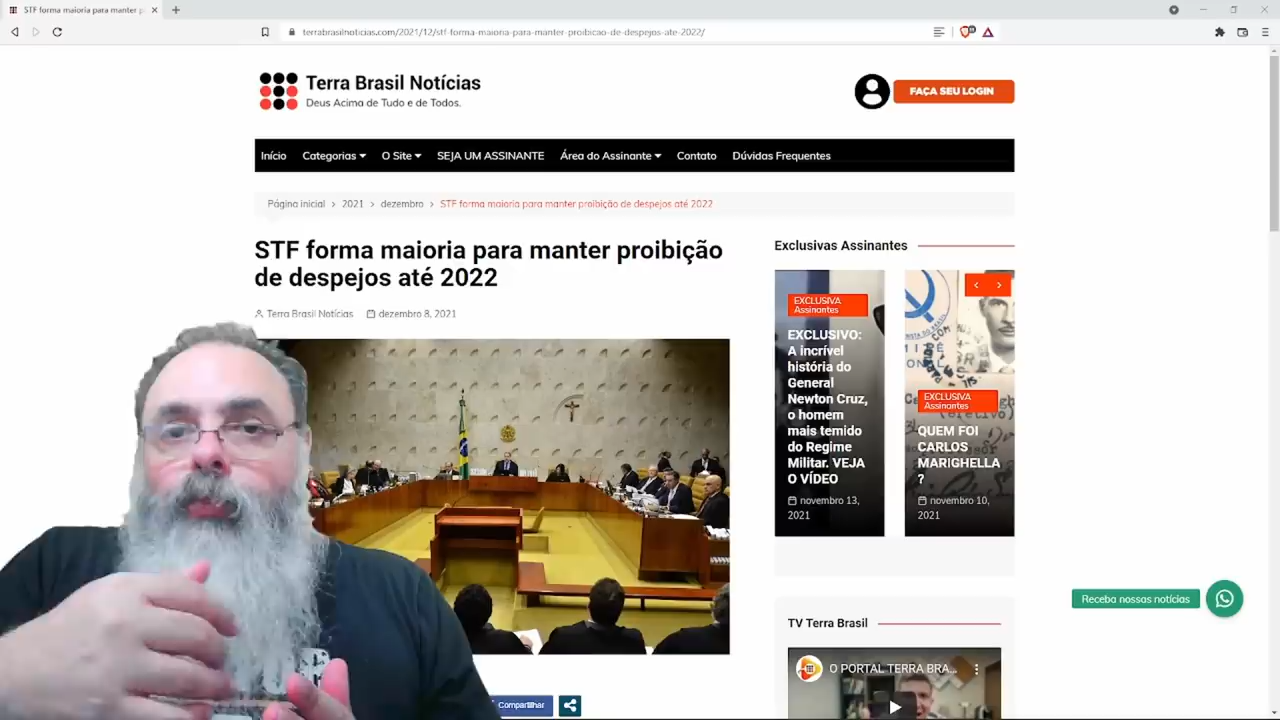 STF forma maioria para manter p
terrabrasilnoticias.com/2021/12/stf-forma-maioria-para-manter-proibicao-de-despejos-ate-2022/
Terra Brasil Notícias
Deus Acima de Tudo e de Todos.
FAÇA SEU LOGIN
Início Categorias O Site SEJA UM ASSINANTE Área do Assinante Contato Dúvidas Frequentes
Página inicial > 2021 > dezembro > STF forma maioria para manter proibição de despejos até 2022
STF forma maioria para manter proibição
de despejos até 2022
Terra Brasil Notícias dezembro 8, 2021
Compartilhar
Exclusivas Assinantes
EXCLUSIVA
Assinantes
EXCLUSIVO:
A incrível
história do
General
Newton Cruz,
o homem
mais temido
do Regime
Militar. VEJA
O VÍDEO
novembro 13,
2021
EXCLUSIVA
Assinantes
QUEM FOI
CARLOS
MARIGHELLA
?
novembro 10,
2021
TV Terra Brasil
O PORTAL TERRA BRA...
Receba nossas notícias